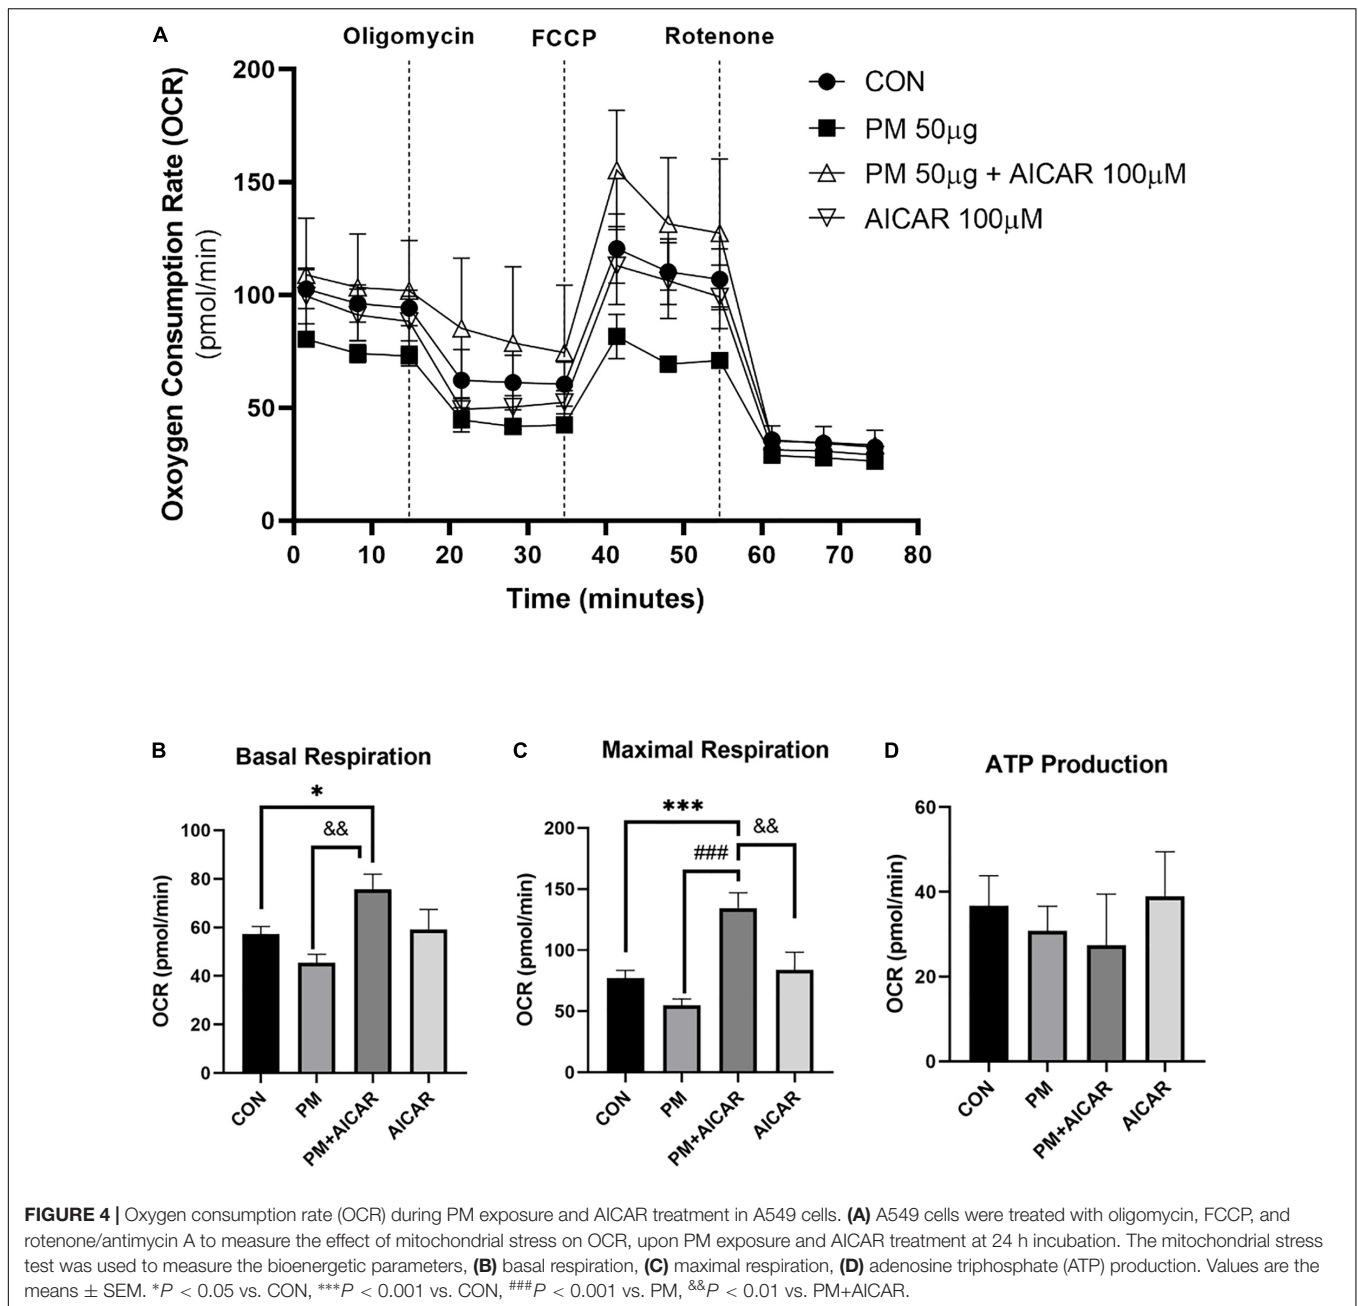 A
Oligomycin FCCP Rotenone
Oxoygen Consumption Rate (OCR)
(pmol/min)
200
150
100
50
0
0 10 20 30 40 50 60 70 80
Time (minutes)
CON
PM 50μg
PM 50μg + AICAR 100μM
AICAR 100μM
B
Basal Respiration
*
&&
OCR (pmol/min)
100
80
60
40
20
0
CON
PM
PM+AICAR
AICAR
C
Maximal Respiration
***
&&
###
OCR (pmol/min)
200
150
100
50
0
CON
PM
PM+AICAR
AICAR
D
ATP Production
OCR (pmol/min)
60
40
20
0
CON
PM
PM+AICAR
AICAR
FIGURE 4 | Oxygen consumption rate (OCR) during PM exposure and AICAR treatment in A549 cells. (A) A549 cells were treated with oligomycin, FCCP, and
rotenone/antimycin A to measure the effect of mitochondrial stress on OCR, upon PM exposure and AICAR treatment at 24 h incubation. The mitochondrial stress
test was used to measure the bioenergetic parameters, (B) basal respiration, (C) maximal respiration, (D) adenosine triphosphate (ATP) production. Values are the
means ± SEM. *P < 0.05 vs. CON, ***P < 0.001 vs. CON, ###P < 0.001 vs. PM, &&P < 0.01 vs. PM+AICAR.